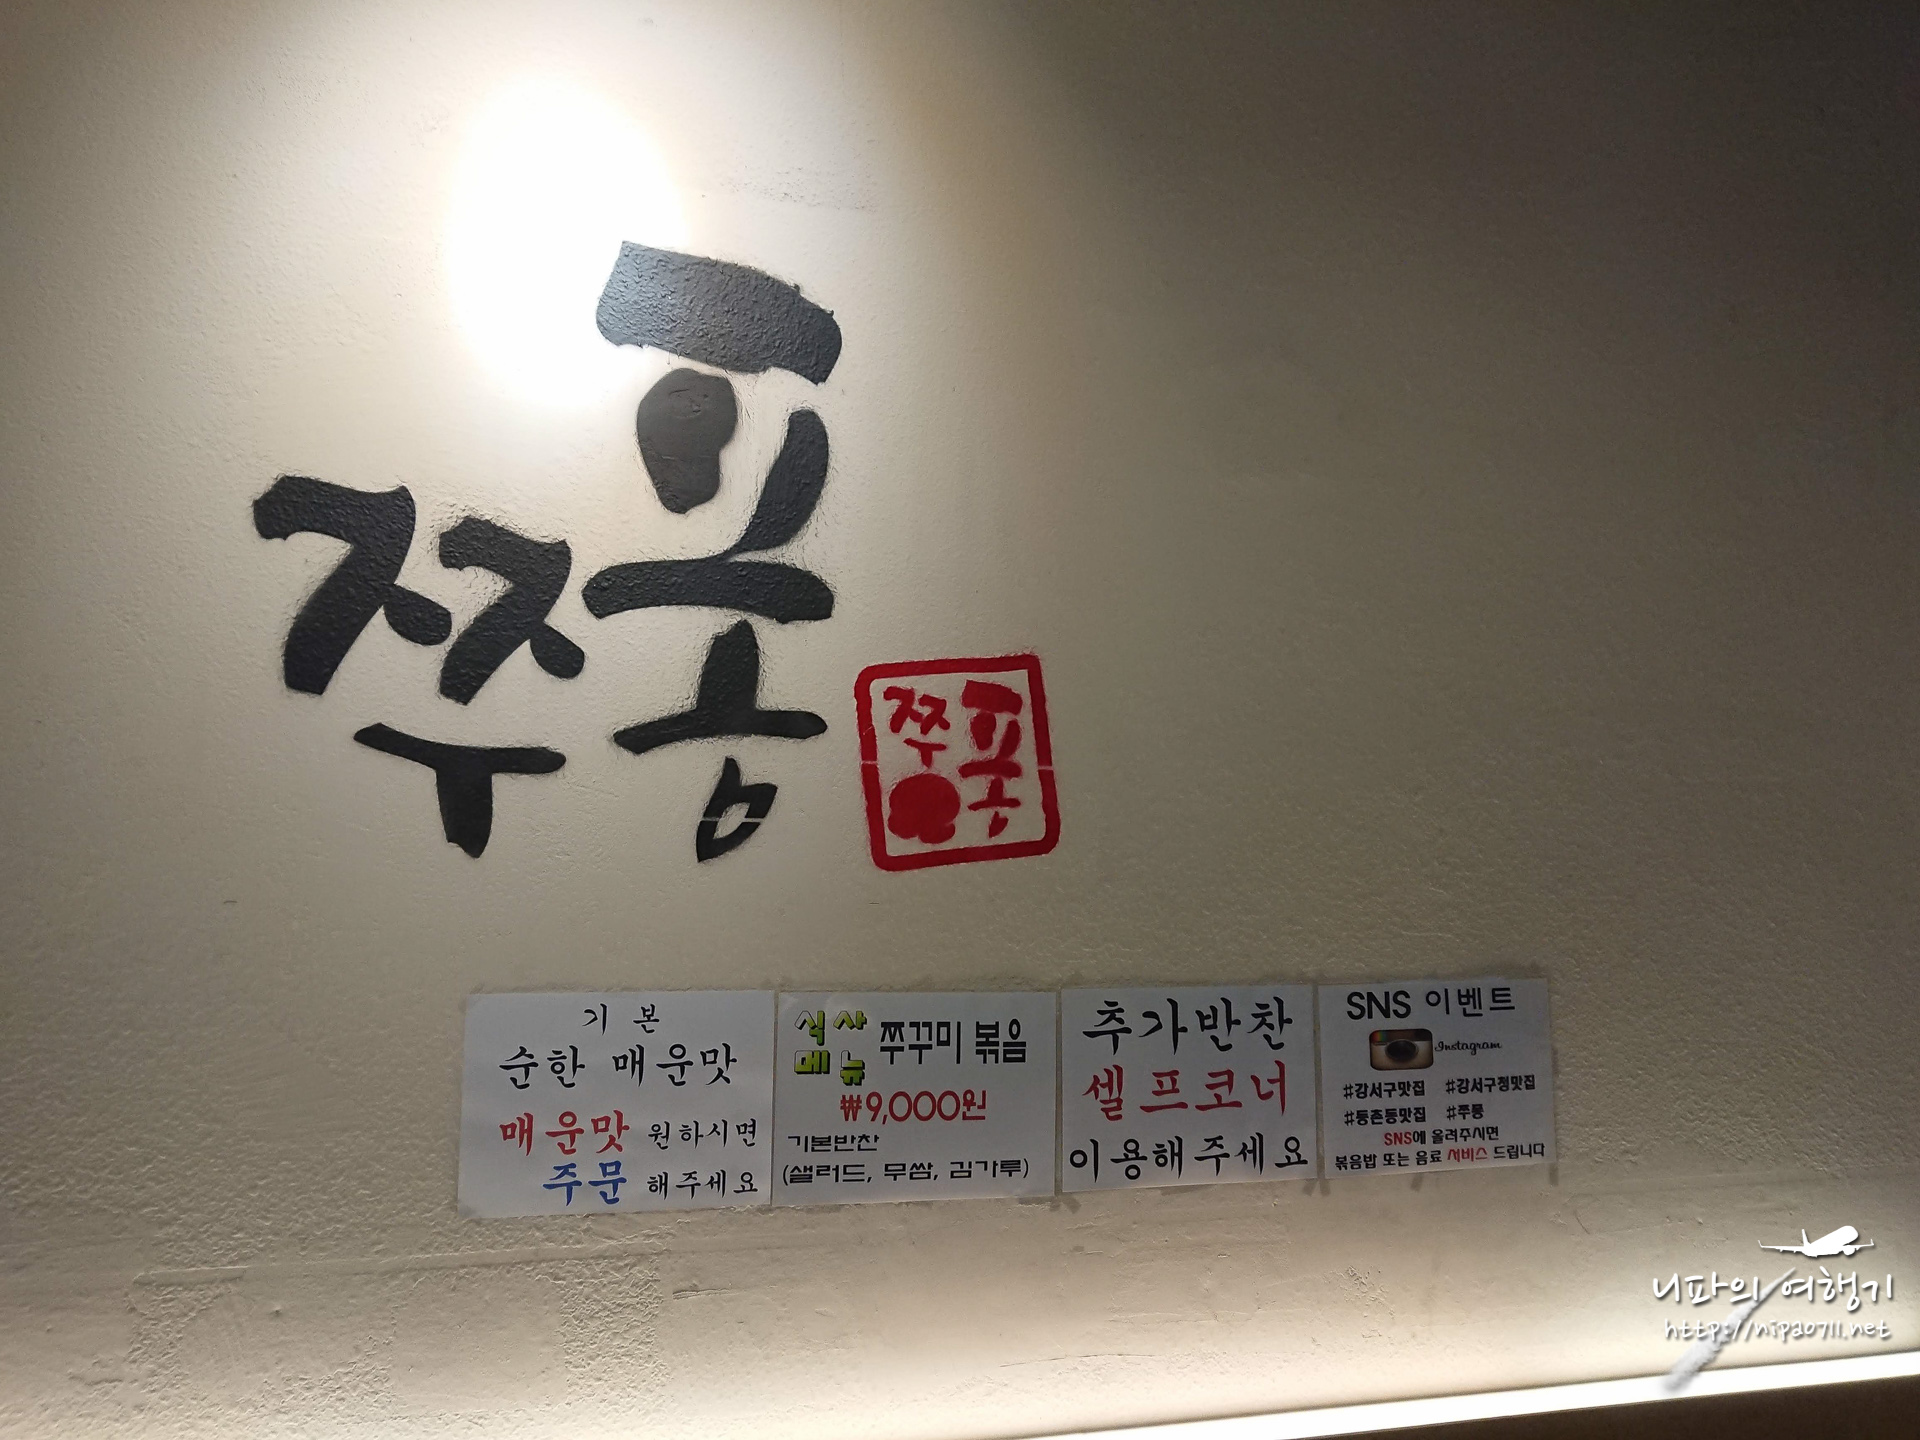 쭈퐁
쭈퐁
기 본
순한 매운맛
매운맛 원하시면
주문 해주세요
식사
메뉴
쭈꾸미 볶음
₩9,000원
기본반찬
(샐러드, 무쌈, 김가루)
추가반찬
셀프코너
이용해주세요
SNS 이벤트
Instagram
#강서구맛집 #강서구청맛집
#등촌동맛집 #쭈퐁
SNS에 올려주시면
볶음밥 또는 음료 서비스 드립니다
니파의 여행기
http://nipa0711.net